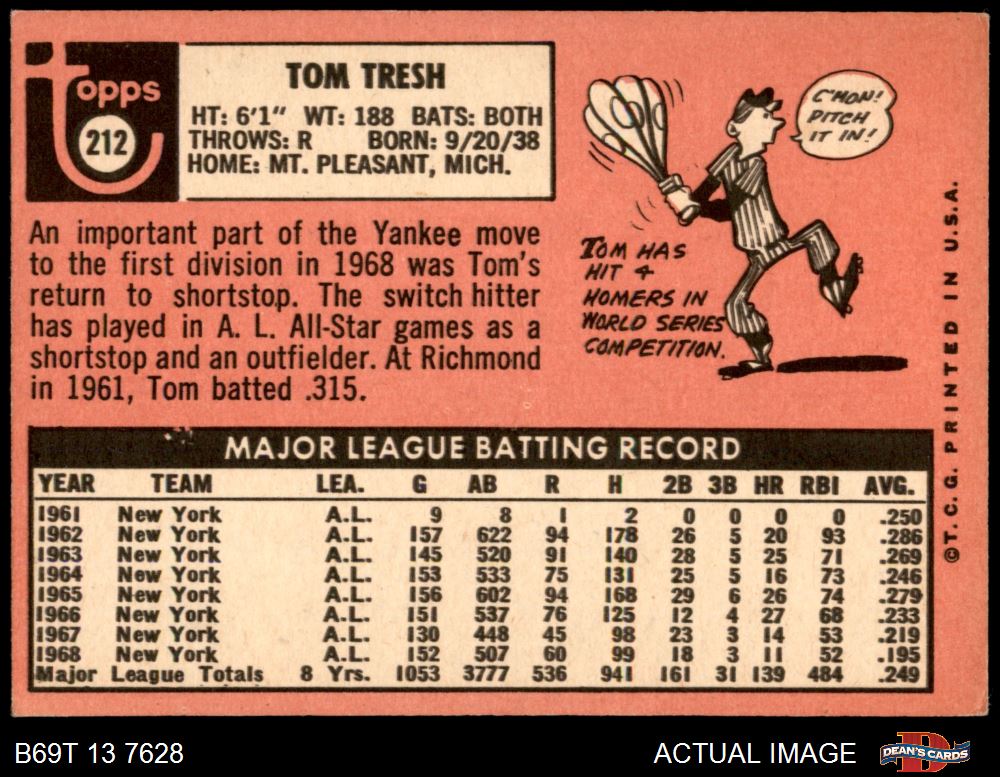 Topps
212
TOM TRESH
HT: 6'1" WT: 188 BATS: BOTH
THROWS: R BORN: 9/20/38
HOME: MT. PLEASANT, MICH.
An important part of the Yankee move
to the first division in 1968 was Tom's
return to shortstop. The switch hitter
has played in A. L. All-Star games as a
shortstop and an outfielder. At Richmond
in 1961, Tom batted .315.
C'MON!
PITCH
IT IN!
TOM HAS
HIT 4
HOMERS IN
WORLD SERIES
COMPETITION.
MAJOR LEAGUE BATTING RECORD
YEAR TEAM LEA. G AB R H 2B 3B HR RBI AVG.
1961 New York A.L. 9 8 1 2 0 0 0 0 .250
1962 New York A.L. 157 622 94 178 26 5 20 93 .286
1963 New York A.L. 145 520 91 140 28 5 25 71 .269
1964 New York A.L. 153 533 75 131 25 5 16 73 .246
1965 New York A.L. 156 602 94 168 29 6 26 74 .279
1966 New York A.L. 151 537 76 125 12 4 27 68 .233
1967 New York A.L. 130 448 45 98 23 3 14 53 .219
1968 New York A.L. 152 507 60 99 18 3 11 52 .195
Major League Totals 8 Yrs. 1053 3777 536 941 161 31 139 484 .249
©T.C.G. PRINTED IN U.S.A.
B69T 13 7628
ACTUAL IMAGE
DEAN'S CARDS